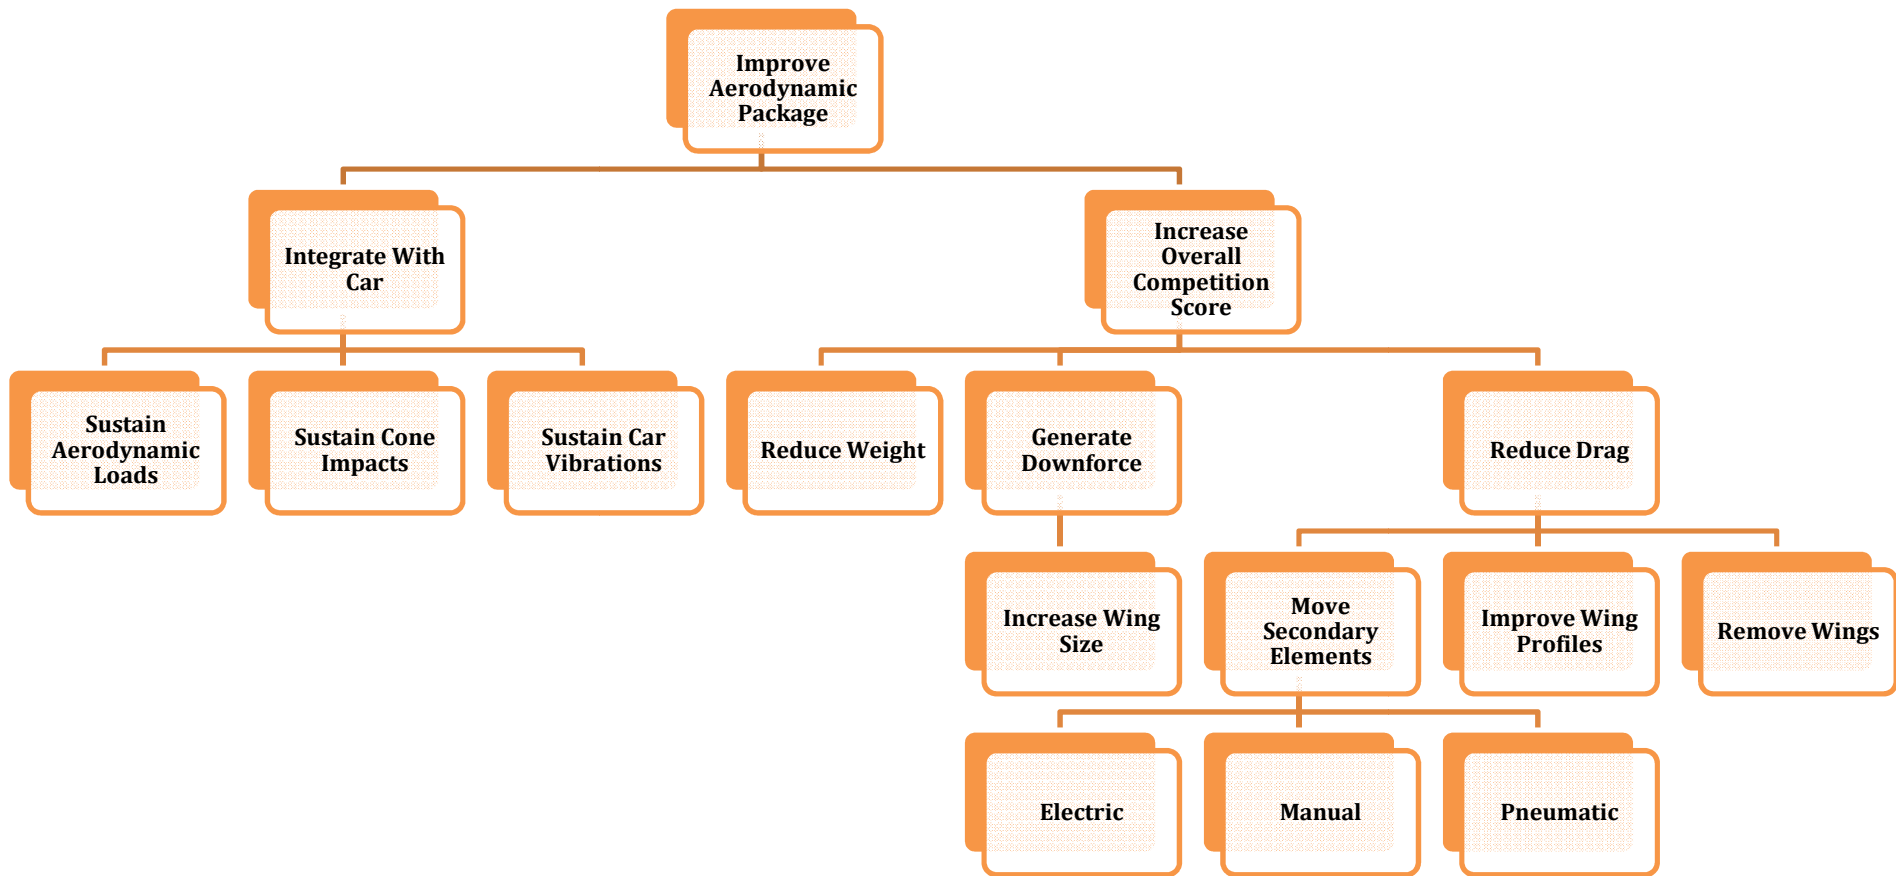 Improve
Aerodynamic
Package
Integrate With
Car
Increase
Overall
Competition
Score
Sustain
Aerodynamic
Loads
Sustain Cone
Impacts
Sustain Car
Vibrations
Reduce Weight
Generate
Downforce
Reduce Drag
Increase Wing
Size
Move
Secondary
Elements
Improve Wing
Profiles
Remove Wings
Electric
Manual
Pneumatic